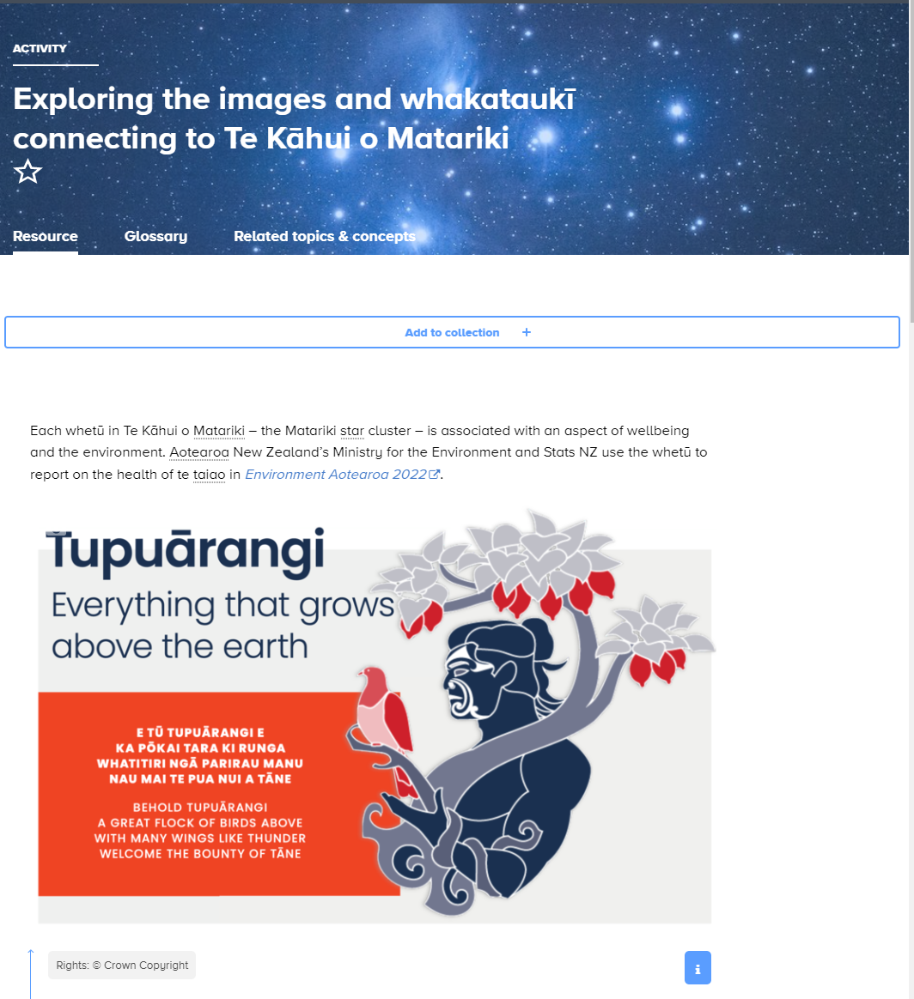 ACTIVITY
Exploring the images and whakataukī
connecting to Te Kāhui o Matariki
Resource Glossary Related topics & concepts
Add to collection +
Each whetū in Te Kāhui o Matariki – the Matariki star cluster – is associated with an aspect of wellbeing
and the environment. Aotearoa New Zealand's Ministry for the Environment and Stats NZ use the whetū to
report on the health of te taiao in Environment Aotearoa 2022.
Tupuārangi
Everything that grows
above the earth
E TŪ TUPUĀRANGI E
KA PŌKAI TARA KI RUNGA
WHATITIRI NGĀ PARIRAU MANU
NAU MAI TE PUA NUI A TĀNE
BEHOLD TUPUĀRANGI
A GREAT FLOCK OF BIRDS ABOVE
WITH MANY WINGS LIKE THUNDER
WELCOME THE BOUNTY OF TĀNE
Rights: © Crown Copyright
i